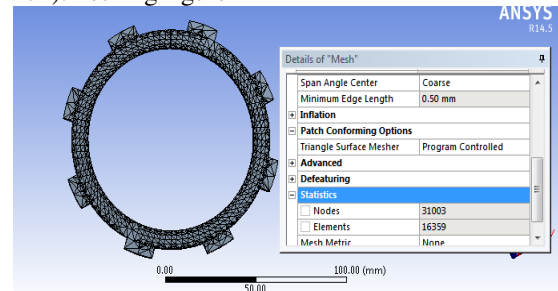 ANSYS
R14.5
Details of "Mesh"
Span Angle Center Coarse
Minimum Edge Length 0.50 mm
Inflation
Patch Conforming Options
Triangle Surface Mesher Program Controlled
Advanced
Defeaturing
Statistics
Nodes 31003
Elements 16359
Mesh Metric None
0.00 100.00 (mm)
50.00